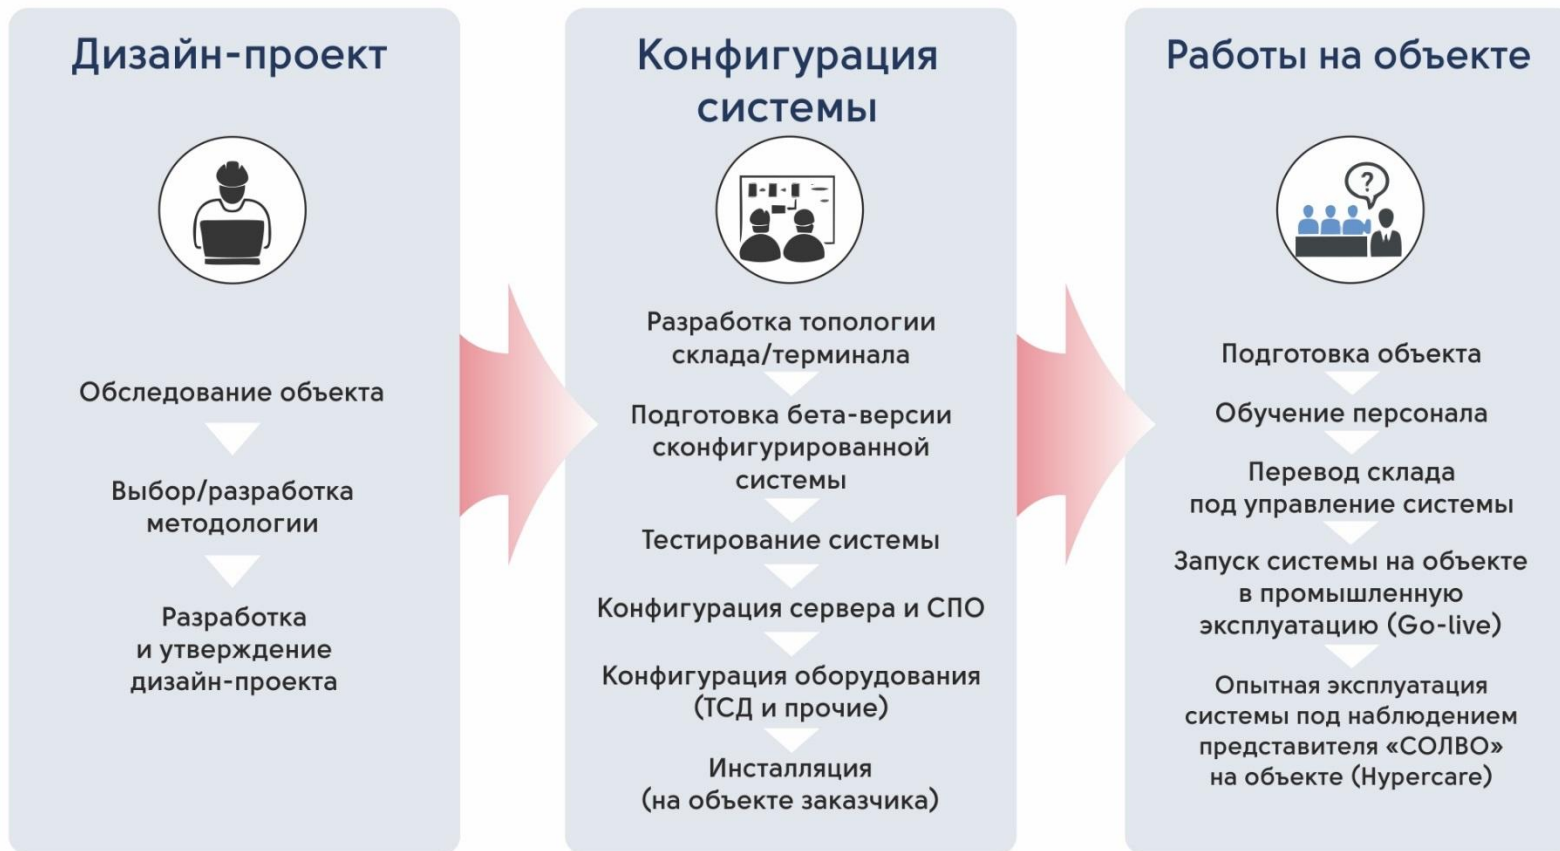 Дизайн-проект
Обследование объекта
Выбор/разработка
методологии
Разработка
и утверждение
дизайн-проекта
Конфигурация
системы
Разработка топологии
склада/терминала
Подготовка бета-версии
сконфигурированной
системы
Тестирование системы
Конфигурация сервера и СПО
Конфигурация оборудования
(ТСД и прочие)
Инсталляция
(на объекте заказчика)
Работы на объекте
?
Подготовка объекта
Обучение персонала
Перевод склада
под управление системы
Запуск системы на объекте
в промышленную
эксплуатацию (Go-live)
Опытная эксплуатация
системы под наблюдением
представителя «СОЛВО»
на объекте (Hypercare)